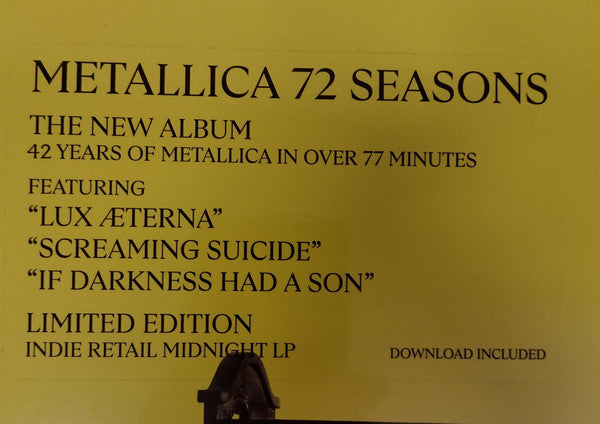 METALLICA 72 SEASONS
THE NEW ALBUM
42 YEARS OF METALLICA IN OVER 77 MINUTES
FEATURING
“LUX ÆTERNA”
“SCREAMING SUICIDE”
“IF DARKNESS HAD A SON”
LIMITED EDITION
INDIE RETAIL MIDNIGHT LP
DOWNLOAD INCLUDED